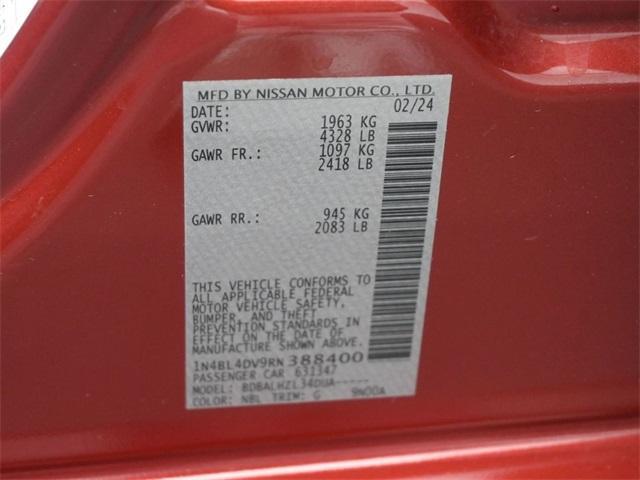 MFD BY NISSAN MOTOR CO., LTD.
DATE: 02/24
GVWR: 1963 KG
4328 LB
GAWR FR.: 1097 KG
2418 LB
GAWR RR.: 945 KG
2083 LB
THIS VEHICLE CONFORMS TO
ALL APPLICABLE FEDERAL
MOTOR VEHICLE SAFETY,
BUMPER, AND THEFT
PREVENTION STANDARDS IN
EFFECT ON THE DATE OF
MANUFACTURE SHOWN ABOVE.
1N4BL4DV9RN388400
PASSENGER CAR 631347
MODEL: BDBALHZL34DUA-----
COLOR: NBL TRIM: G 9N00A